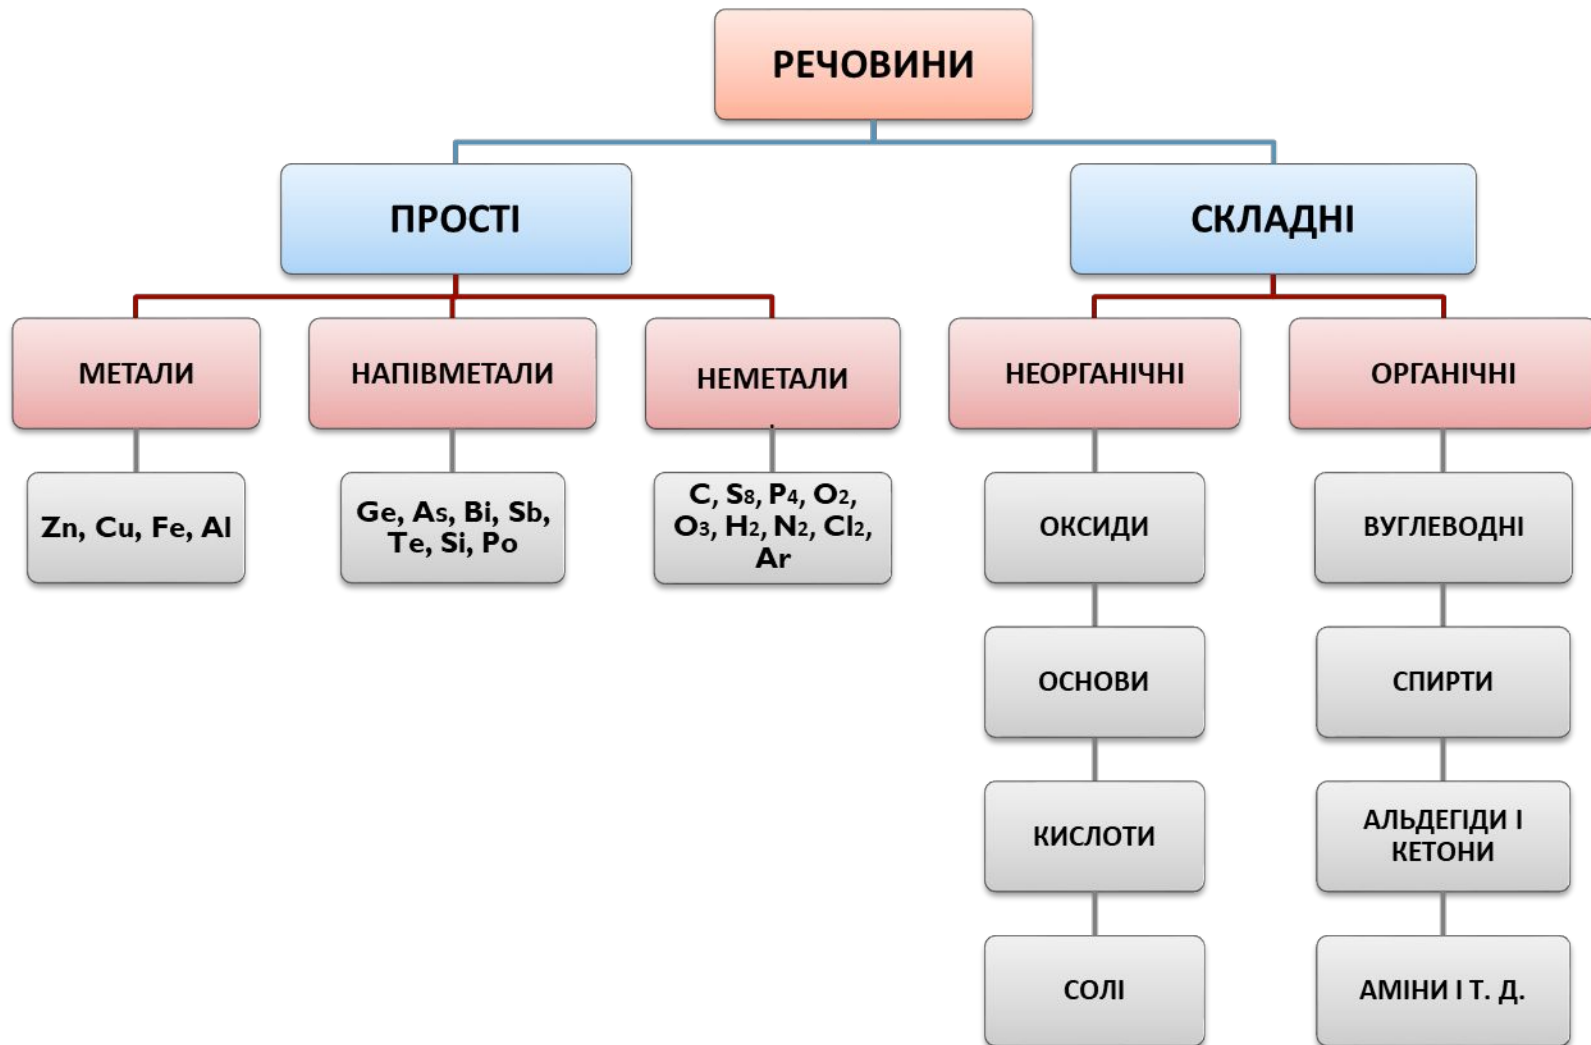 РЕЧОВИНИ
ПРОСТІ
СКЛАДНІ
МЕТАЛИ
НАПІВМЕТАЛИ
НЕМЕТАЛИ
НЕОРГАНІЧНІ
ОРГАНІЧНІ
Zn, Cu, Fe, Al
Ge, As, Bi, Sb,
Te, Si, Po
C, S₈, P₄, O₂,
O₃, H₂, N₂, Cl₂,
Ar
ОКСИДИ
ВУГЛЕВОДНІ
ОСНОВИ
СПИРТИ
КИСЛОТИ
АЛЬДЕГІДИ І
КЕТОНИ
СОЛІ
АМІНИ І Т. Д.